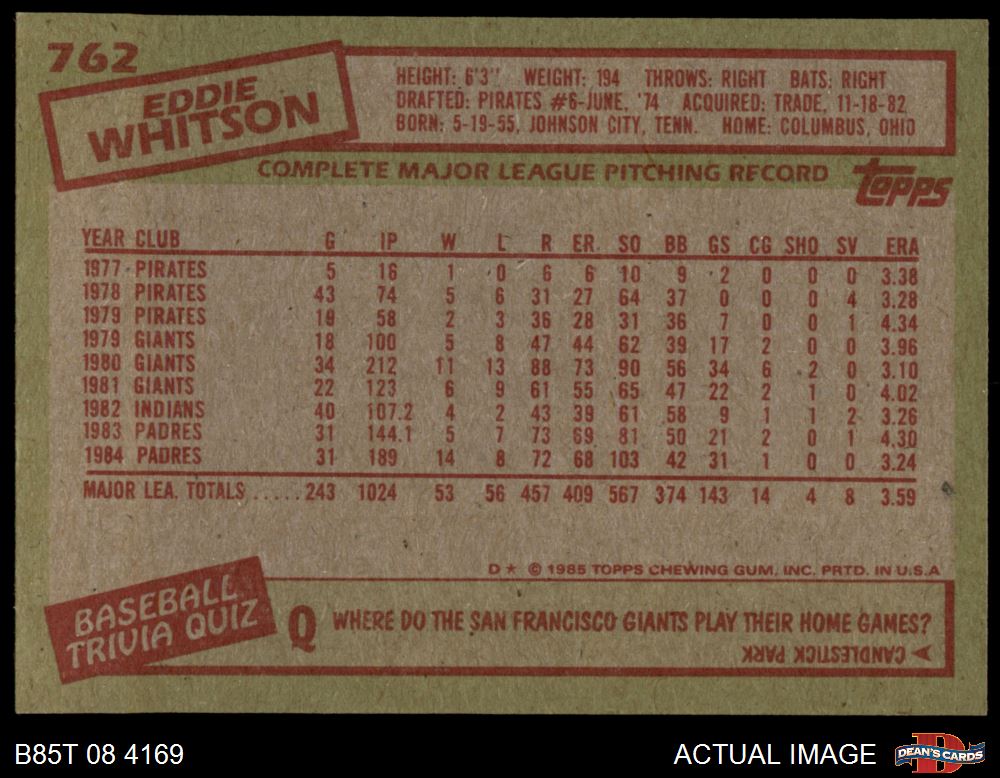 762
EDDIE
WHITSON
HEIGHT: 6'3" WEIGHT: 194 THROWS: RIGHT BATS: RIGHT
DRAFTED: PIRATES #6-JUNE, '74 ACQUIRED: TRADE, 11-18-82
BORN: 5-19-55, JOHNSON CITY, TENN. HOME: COLUMBUS, OHIO
COMPLETE MAJOR LEAGUE PITCHING RECORD
topps
YEAR CLUB G IP W L R ER SO BB GS CG SHO SV ERA
1977 PIRATES 5 16 1 0 6 6 10 9 2 0 0 0 3.38
1978 PIRATES 43 74 5 6 31 27 64 37 0 0 0 4 3.28
1979 PIRATES 19 58 2 3 36 28 31 36 7 0 0 1 4.34
1979 GIANTS 18 100 5 8 47 44 62 39 17 2 0 0 3.96
1980 GIANTS 34 212 11 13 88 73 90 56 34 6 2 0 3.10
1981 GIANTS 22 123 6 9 61 55 65 47 22 2 1 0 4.02
1982 INDIANS 40 107.2 4 2 43 39 61 58 9 1 1 2 3.26
1983 PADRES 31 144.1 5 7 73 69 81 50 21 2 0 1 4.30
1984 PADRES 31 189 14 8 72 68 103 42 31 1 0 0 3.24
MAJOR LEA. TOTALS .....243 1024 53 56 457 409 567 374 143 14 4 8 3.59
D* © 1985 TOPPS CHEWING GUM, INC. PRTD. IN U.S.A
BASEBALL
TRIVIA QUIZ
Q WHERE DO THE SAN FRANCISCO GIANTS PLAY THEIR HOME GAMES?
A CANDLESTICK PARK
B85T 08 4169
ACTUAL IMAGE
D
DEAN'S CARDS